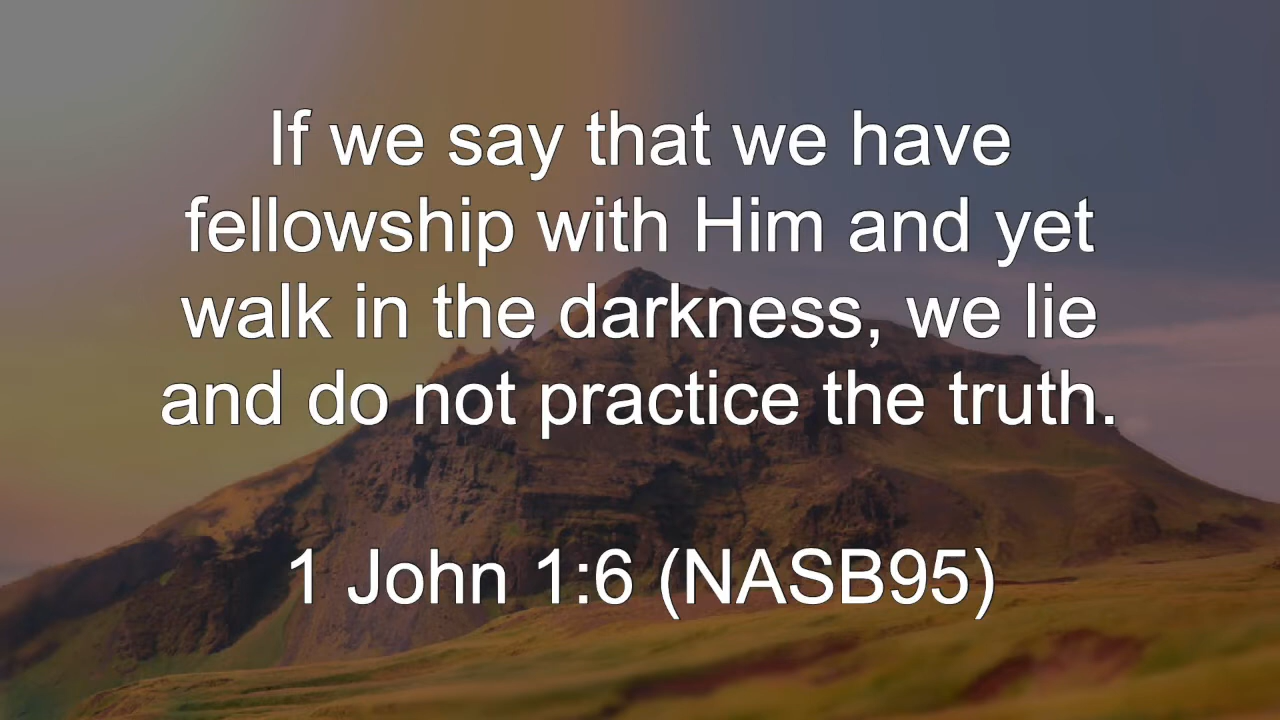 If we say that we have
fellowship with Him and yet
walk in the darkness, we lie
and do not practice the truth.
1 John 1:6 (NASB95)